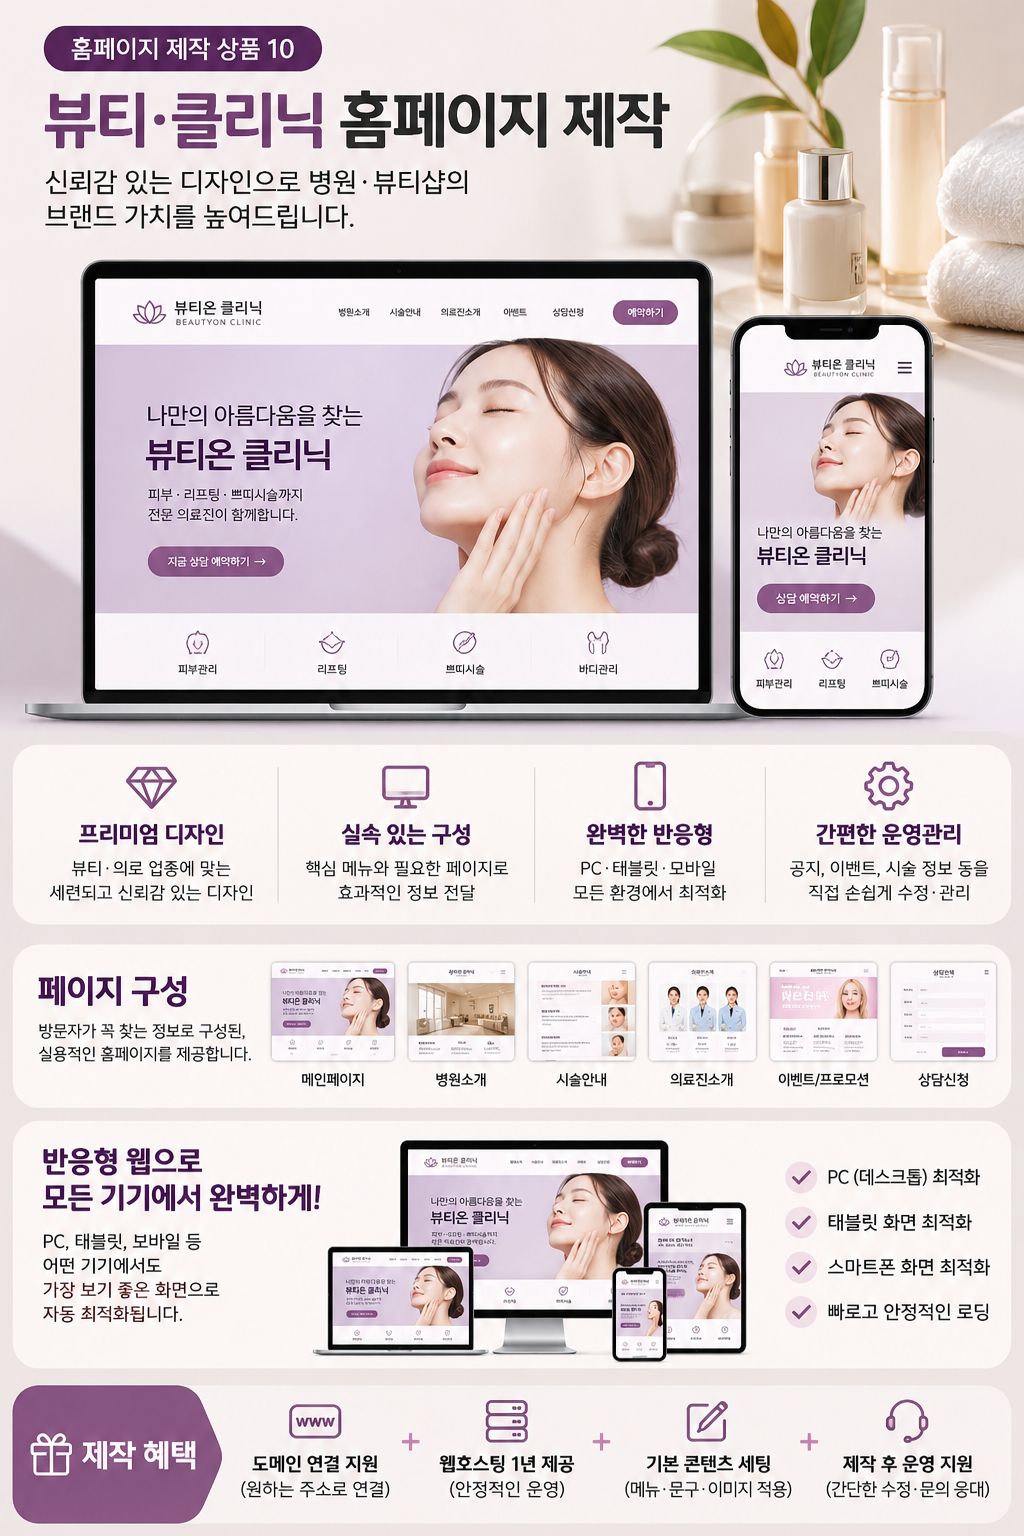 홈페이지 제작 상품 10
뷰티·클리닉 홈페이지 제작
신뢰감 있는 디자인으로 병원·뷰티샵의
브랜드 가치를 높여드립니다.
뷰티온 클리닉
BEAUTYON CLINIC
병원소개 시술안내 의료진소개 이벤트 상담신청 예약하기
나만의 아름다움을 찾는
뷰티온 클리닉
피부·리프팅·쁘띠시술까지
전문 의료진이 함께합니다.
지금 상담 예약하기 →
피부관리 리프팅 쁘띠시술 바디관리
뷰티온 클리닉
BEAUTYON CLINIC
나만의 아름다움을 찾는
뷰티온 클리닉
상담 예약하기 →
피부관리 리프팅 쁘띠시술
프리미엄 디자인
뷰티·의료 업종에 맞는
세련되고 신뢰감 있는 디자인
실속 있는 구성
핵심 메뉴와 필요한 페이지로
효과적인 정보 전달
완벽한 반응형
PC·태블릿·모바일
모든 환경에서 최적화
간편한 운영관리
공지, 이벤트, 시술 정보 등을
직접 손쉽게 수정·관리
페이지 구성
방문자가 꼭 찾는 정보로 구성된,
실용적인 홈페이지를 제공합니다.
메인페이지
병원소개
시술안내
의료진소개
이벤트/프로모션
상담신청
반응형 웹으로
모든 기기에서 완벽하게!
PC, 태블릿, 모바일 등
어떤 기기에서도
가장 보기 좋은 화면으로
자동 최적화됩니다.
나만의 아름다움을 찾는
뷰티온 클리닉
PC (데스크톱) 최적화
태블릿 화면 최적화
스마트폰 화면 최적화
빠르고 안정적인 로딩
제작 혜택
www
도메인 연결 지원
(원하는 주소로 연결)
+
웹호스팅 1년 제공
(안정적인 운영)
+
기본 콘텐츠 세팅
(메뉴·문구·이미지 적용)
+
제작 후 운영 지원
(간단한 수정·문의 응대)